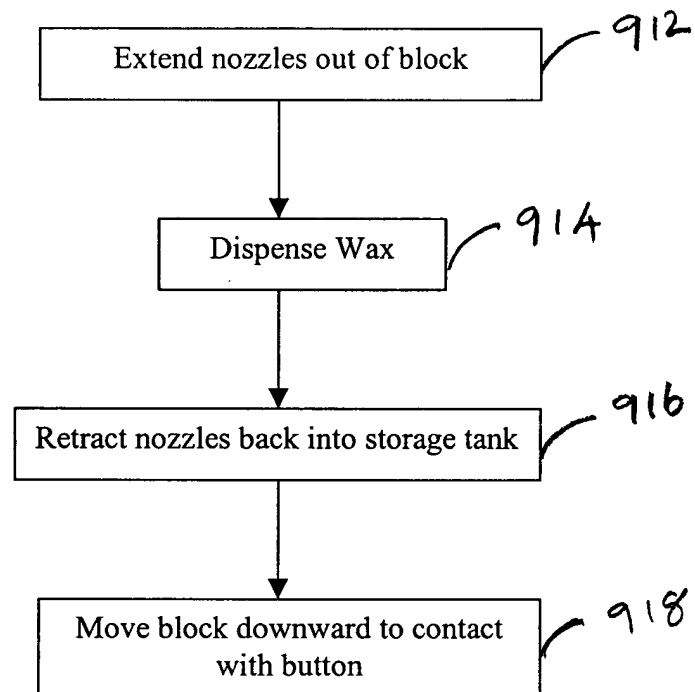 912
Extend nozzles out of block
914
Dispense Wax
916
Retract nozzles back into storage tank
918
Move block downward to contact
with button